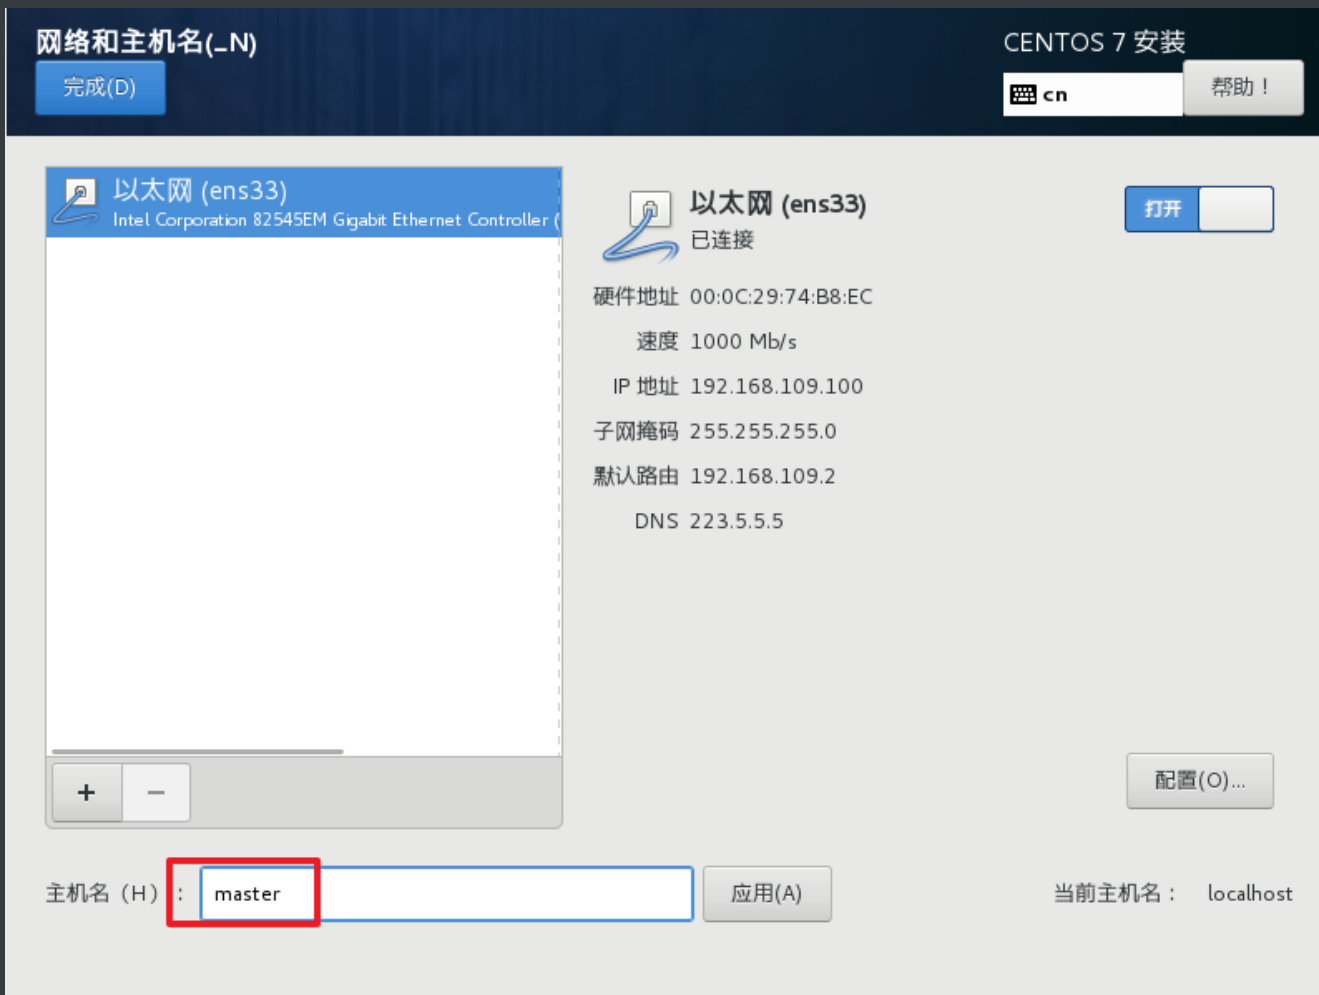 网络和主机名(_N)
完成(D)
CENTOS 7 安装
cn
帮助！
以太网 (ens33)
Intel Corporation 82545EM Gigabit Ethernet Controller (
以太网 (ens33)
已连接
打开
硬件地址 00:0C:29:74:B8:EC
速度 1000 Mb/s
IP 地址 192.168.109.100
子网掩码 255.255.255.0
默认路由 192.168.109.2
DNS 223.5.5.5
+ −
配置(O)...
主机名（H）： master 应用(A) 当前主机名： localhost